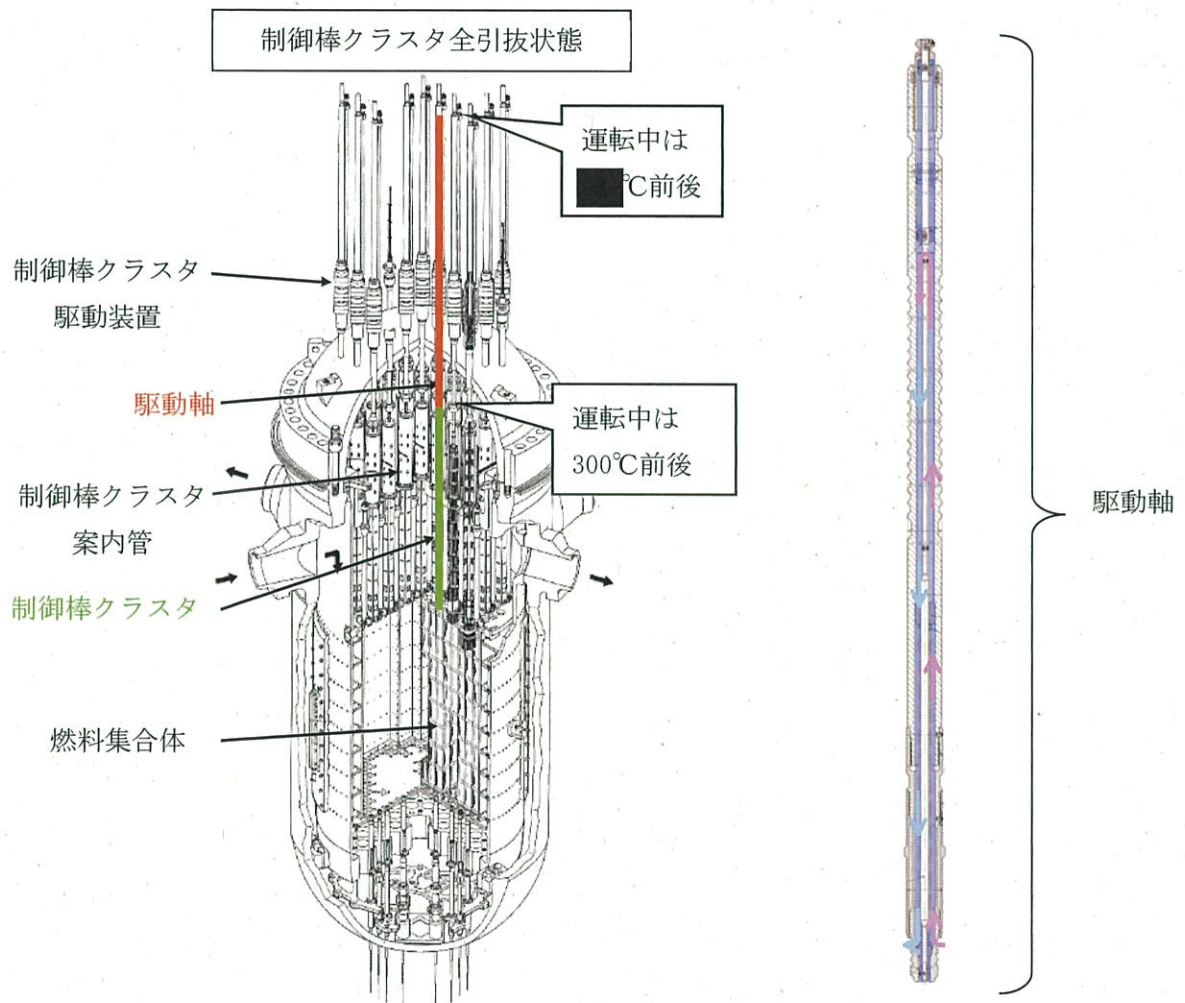 制御棒クラスタ全引抜状態
運転中は
℃前後
制御棒クラスタ
駆動装置
駆動軸
運転中は
300℃前後
制御棒クラスタ
案内管
駆動軸
制御棒クラスタ
燃料集合体